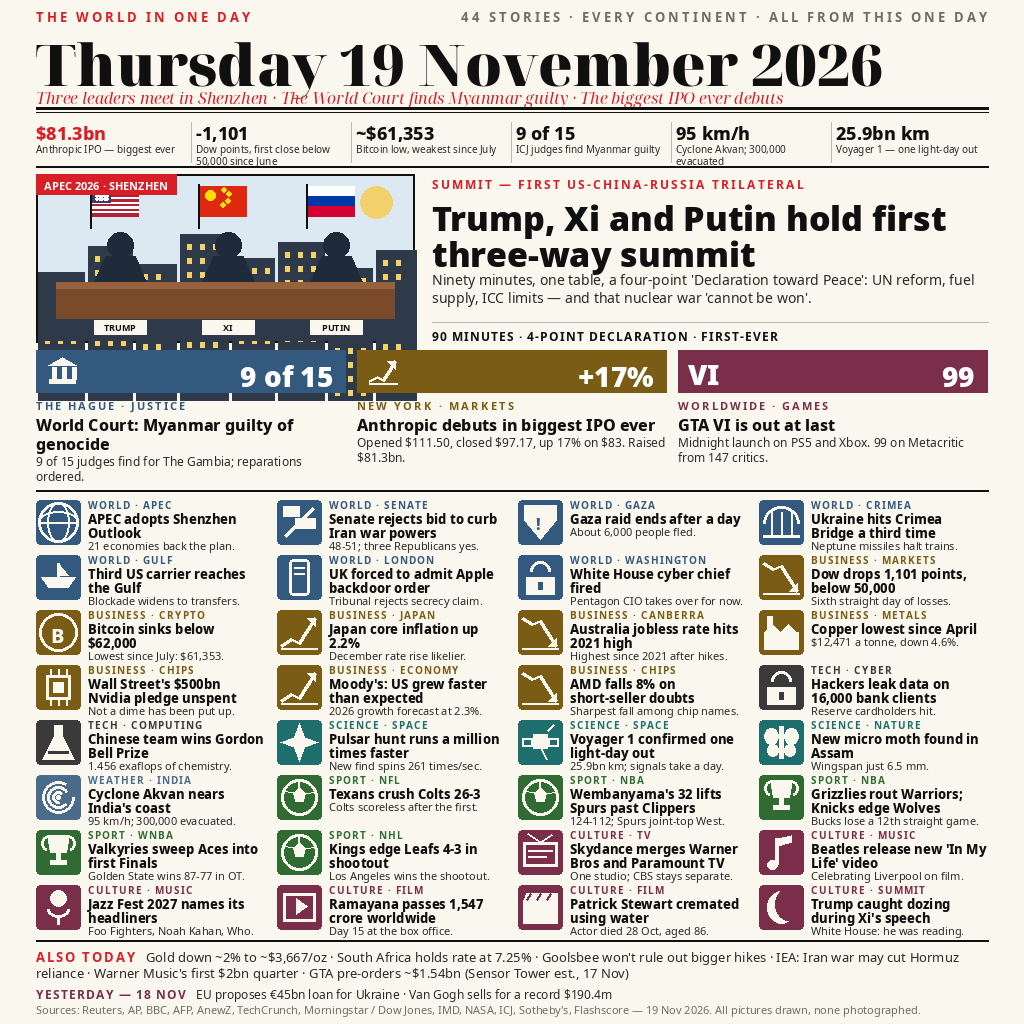 THE WORLD IN ONE DAY
44 STORIES · EVERY CONTINENT · ALL FROM THIS ONE DAY
Thursday 19 November 2026
Three leaders meet in Shenzhen · The World Court finds Myanmar guilty · The biggest IPO ever debuts
$81.3bn
Anthropic IPO — biggest ever
-1,101
Dow points, first close below
50,000 since June
~$61,353
Bitcoin low, weakest since July
9 of 15
ICJ judges find Myanmar guilty
95 km/h
Cyclone Akvan; 300,000
evacuated
25.9bn km
Voyager 1 — one light-day out
APEC 2026 · SHENZHEN
TRUMP
XI
PUTIN
SUMMIT — FIRST US-CHINA-RUSSIA TRILATERAL
Trump, Xi and Putin hold first
three-way summit
Ninety minutes, one table, a four-point 'Declaration toward Peace': UN reform, fuel
supply, ICC limits — and that nuclear war 'cannot be won'.
90 MINUTES · 4-POINT DECLARATION · FIRST-EVER
9 of 15
THE HAGUE · JUSTICE
World Court: Myanmar guilty of
genocide
9 of 15 judges find for The Gambia; reparations
ordered.
+17%
NEW YORK · MARKETS
Anthropic debuts in biggest IPO ever
Opened $111.50, closed $97.17, up 17% on $83. Raised
$81.3bn.
VI
99
WORLDWIDE · GAMES
GTA VI is out at last
Midnight launch on PS5 and Xbox. 99 on Metacritic
from 147 critics.
WORLD · APEC
APEC adopts Shenzhen
Outlook
21 economies back the plan.
WORLD · SENATE
Senate rejects bid to curb
Iran war powers
48-51; three Republicans yes.
!
WORLD · GAZA
Gaza raid ends after a day
About 6,000 people fled.
WORLD · CRIMEA
Ukraine hits Crimea
Bridge a third time
Neptune missiles halt trains.
WORLD · GULF
Third US carrier reaches
the Gulf
Blockade widens to transfers.
WORLD · LONDON
UK forced to admit Apple
backdoor order
Tribunal rejects secrecy claim.
WORLD · WASHINGTON
White House cyber chief
fired
Pentagon CIO takes over for now.
BUSINESS · MARKETS
Dow drops 1,101 points,
below 50,000
Sixth straight day of losses.
B
BUSINESS · CRYPTO
Bitcoin sinks below
$62,000
Lowest since July: $61,353.
BUSINESS · JAPAN
Japan core inflation up
2.2%
December rate rise likelier.
BUSINESS · CANBERRA
Australia jobless rate hits
2021 high
Highest since 2021 after hikes.
BUSINESS · METALS
Copper lowest since April
$12,471 a tonne, down 4.6%.
BUSINESS · CHIPS
Wall Street's $500bn
Nvidia pledge unspent
Not a dime has been put up.
BUSINESS · ECONOMY
Moody's: US grew faster
than expected
2026 growth forecast at 2.3%.
BUSINESS · CHIPS
AMD falls 8% on
short-seller doubts
Sharpest fall among chip names.
TECH · CYBER
Hackers leak data on
16,000 bank clients
Reserve cardholders hit.
TECH · COMPUTING
Chinese team wins Gordon
Bell Prize
1.456 exaflops of chemistry.
SCIENCE · SPACE
Pulsar hunt runs a million
times faster
New find spins 261 times/sec.
SCIENCE · SPACE
Voyager 1 confirmed one
light-day out
25.9bn km; signals take a day.
SCIENCE · NATURE
New micro moth found in
Assam
Wingspan just 6.5 mm.
WEATHER · INDIA
Cyclone Akvan nears
India's coast
95 km/h; 300,000 evacuated.
SPORT · NFL
Texans crush Colts 26-3
Colts scoreless after the first.
SPORT · NBA
Wembanyama's 32 lifts
Spurs past Clippers
124-112; Spurs joint-top West.
SPORT · NBA
Grizzlies rout Warriors;
Knicks edge Wolves
Bucks lose a 12th straight game.
SPORT · WNBA
Valkyries sweep Aces into
first Finals
Golden State wins 87-77 in OT.
SPORT · NHL
Kings edge Leafs 4-3 in
shootout
Los Angeles wins the shootout.
CULTURE · TV
Skydance merges Warner
Bros and Paramount TV
One studio; CBS stays separate.
CULTURE · MUSIC
Beatles release new 'In My
Life' video
Celebrating Liverpool on film.
CULTURE · MUSIC
Jazz Fest 2027 names its
headliners
Foo Fighters, Noah Kahan, Who.
CULTURE · FILM
Ramayana passes 1,547
crore worldwide
Day 15 at the box office.
CULTURE · FILM
Patrick Stewart cremated
using water
Actor died 28 Oct, aged 86.
CULTURE · SUMMIT
Trump caught dozing
during Xi's speech
White House: he was reading.
ALSO TODAY Gold down ~2% to ~$3,667/oz · South Africa holds rate at 7.25% · Goolsbee won't rule out bigger hikes · IEA: Iran war may cut Hormuz
reliance · Warner Music's first $2bn quarter · GTA pre-orders ~$1.54bn (Sensor Tower est., 17 Nov)
YESTERDAY — 18 NOV EU proposes €45bn loan for Ukraine · Van Gogh sells for a record $190.4m
Sources: Reuters, AP, BBC, AFP, AnewZ, TechCrunch, Morningstar / Dow Jones, IMD, NASA, ICJ, Sotheby's, Flashscore — 19 Nov 2026. All pictures drawn, none photographed.